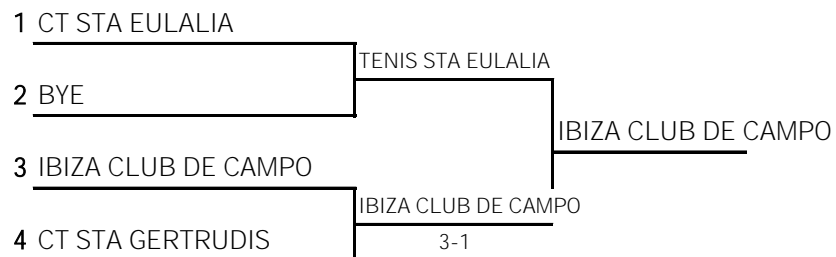 1 CT STA EULALIA
TENIS STA EULALIA
2 BYE
IBIZA CLUB DE CAMPO
3 IBIZA CLUB DE CAMPO
IBIZA CLUB DE CAMPO
4 CT STA GERTRUDIS
3-1